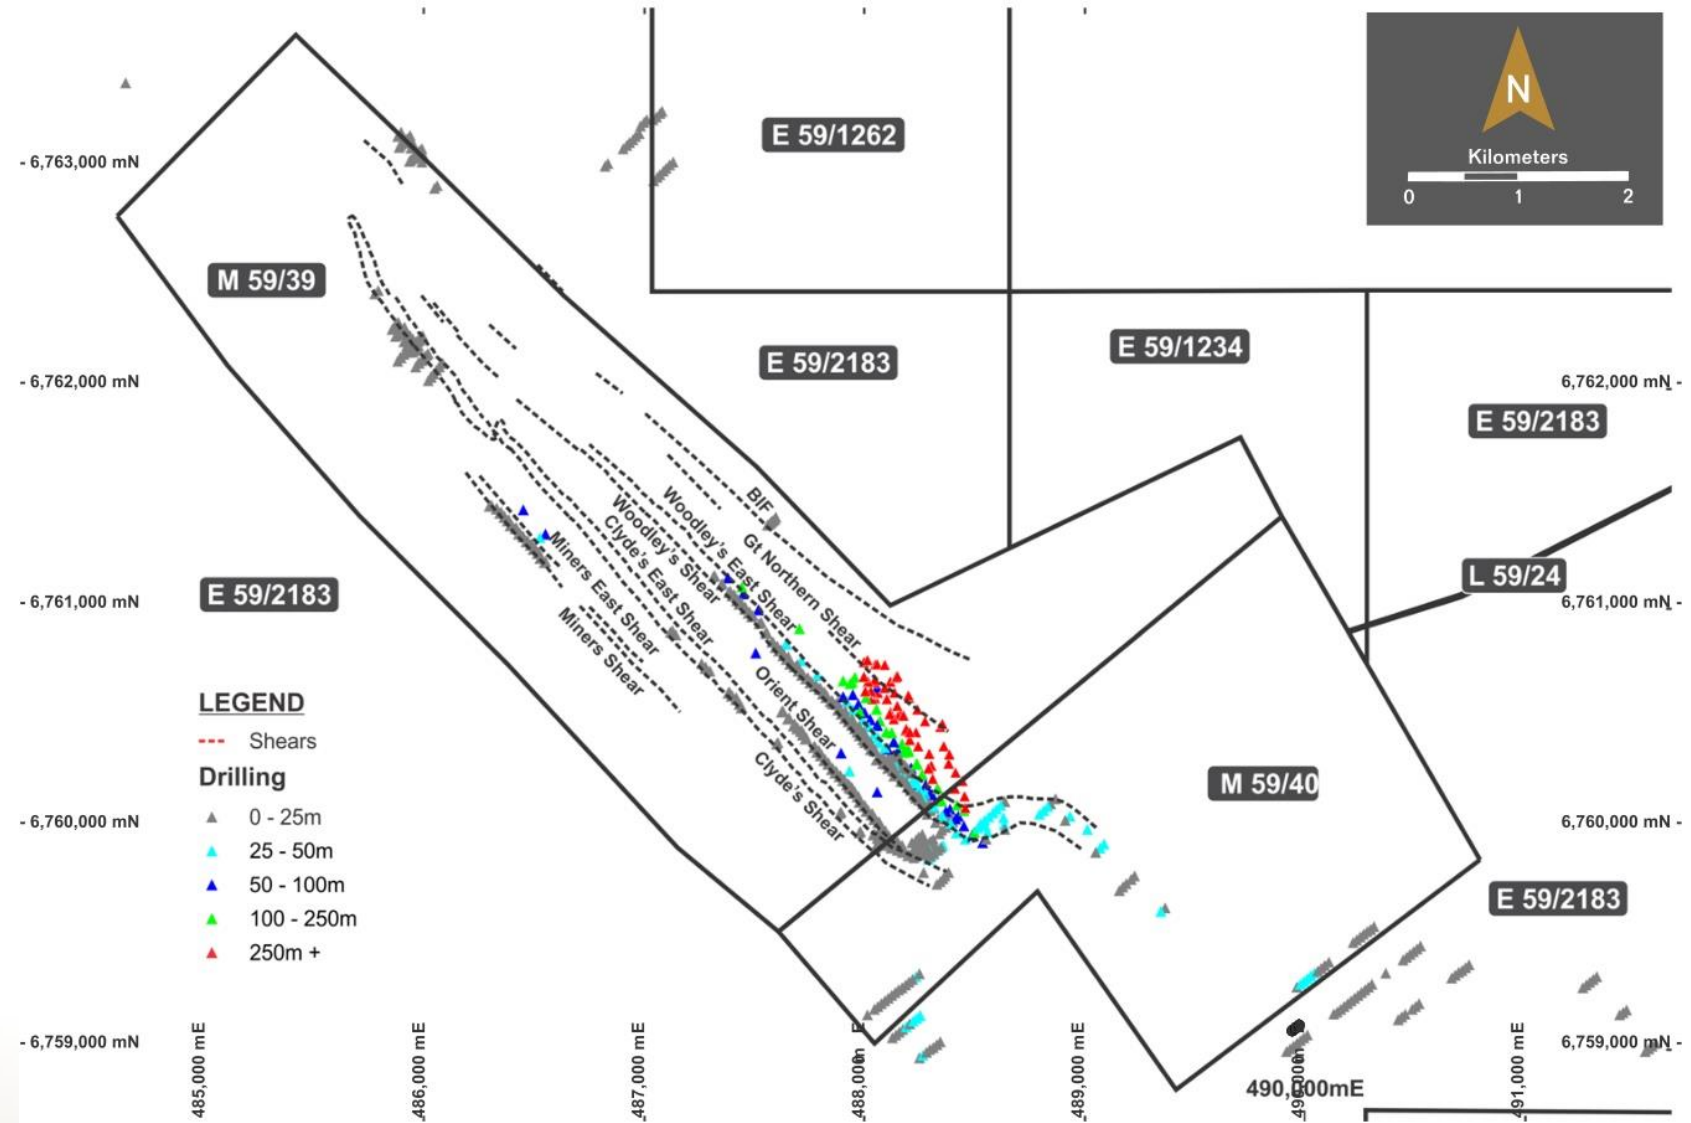 N
Kilometers
0 1 2
E 59/1262
- 6,763,000 mN
M 59/39
E 59/2183
E 59/1234
- 6,762,000 mN
6,762,000 mN -
E 59/2183
BIF
Woodley's East Shear
Woodley's Shear
Gt Northern Shear
Clyde's East Shear
Miners East Shear
Miners Shear
L 59/24
E 59/2183
- 6,761,000 mN
6,761,000 mN -
Orient Shear
Clyde's Shear
LEGEND
Shears
Drilling
0 - 25m
25 - 50m
50 - 100m
100 - 250m
250m +
M 59/40
- 6,760,000 mN
6,760,000 mN -
E 59/2183
- 6,759,000 mN
6,759,000 mN -
485,000 mE
486,000 mE
487,000 mE
488,000m E
489,000 mE
490,000mE
491,000 mE